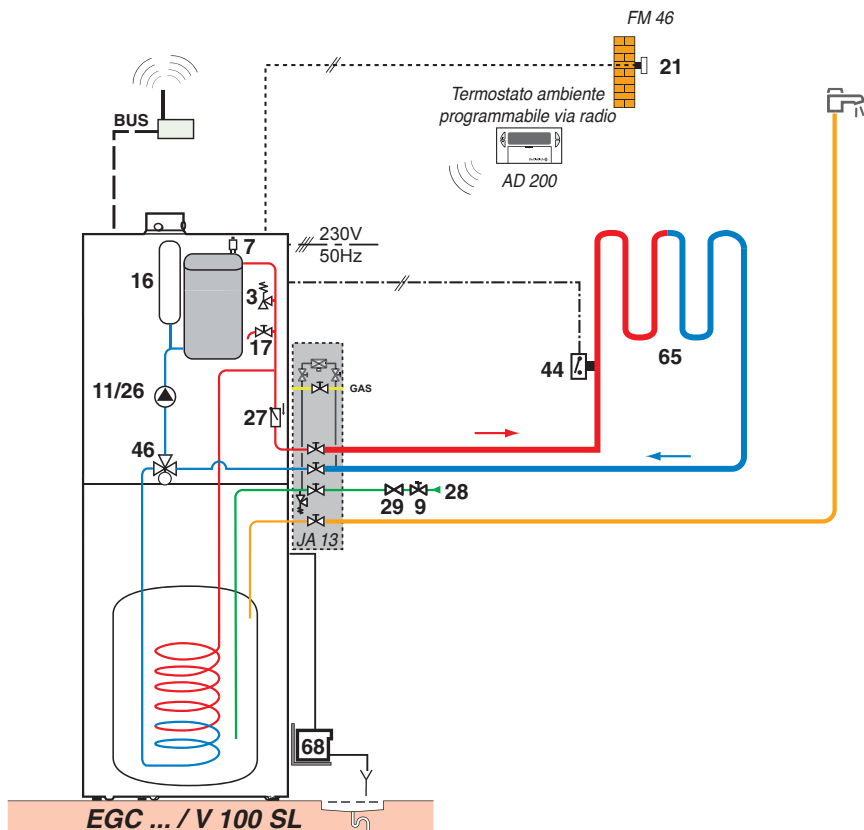 FM 46
21
Termostato ambiente
programmabile via radio
AD 200
BUS
7
230V
50Hz
16
3
17
44
65
GAS
11/26
27
46
29
9
28
JA 13
68
EGC ... / V 100 SL